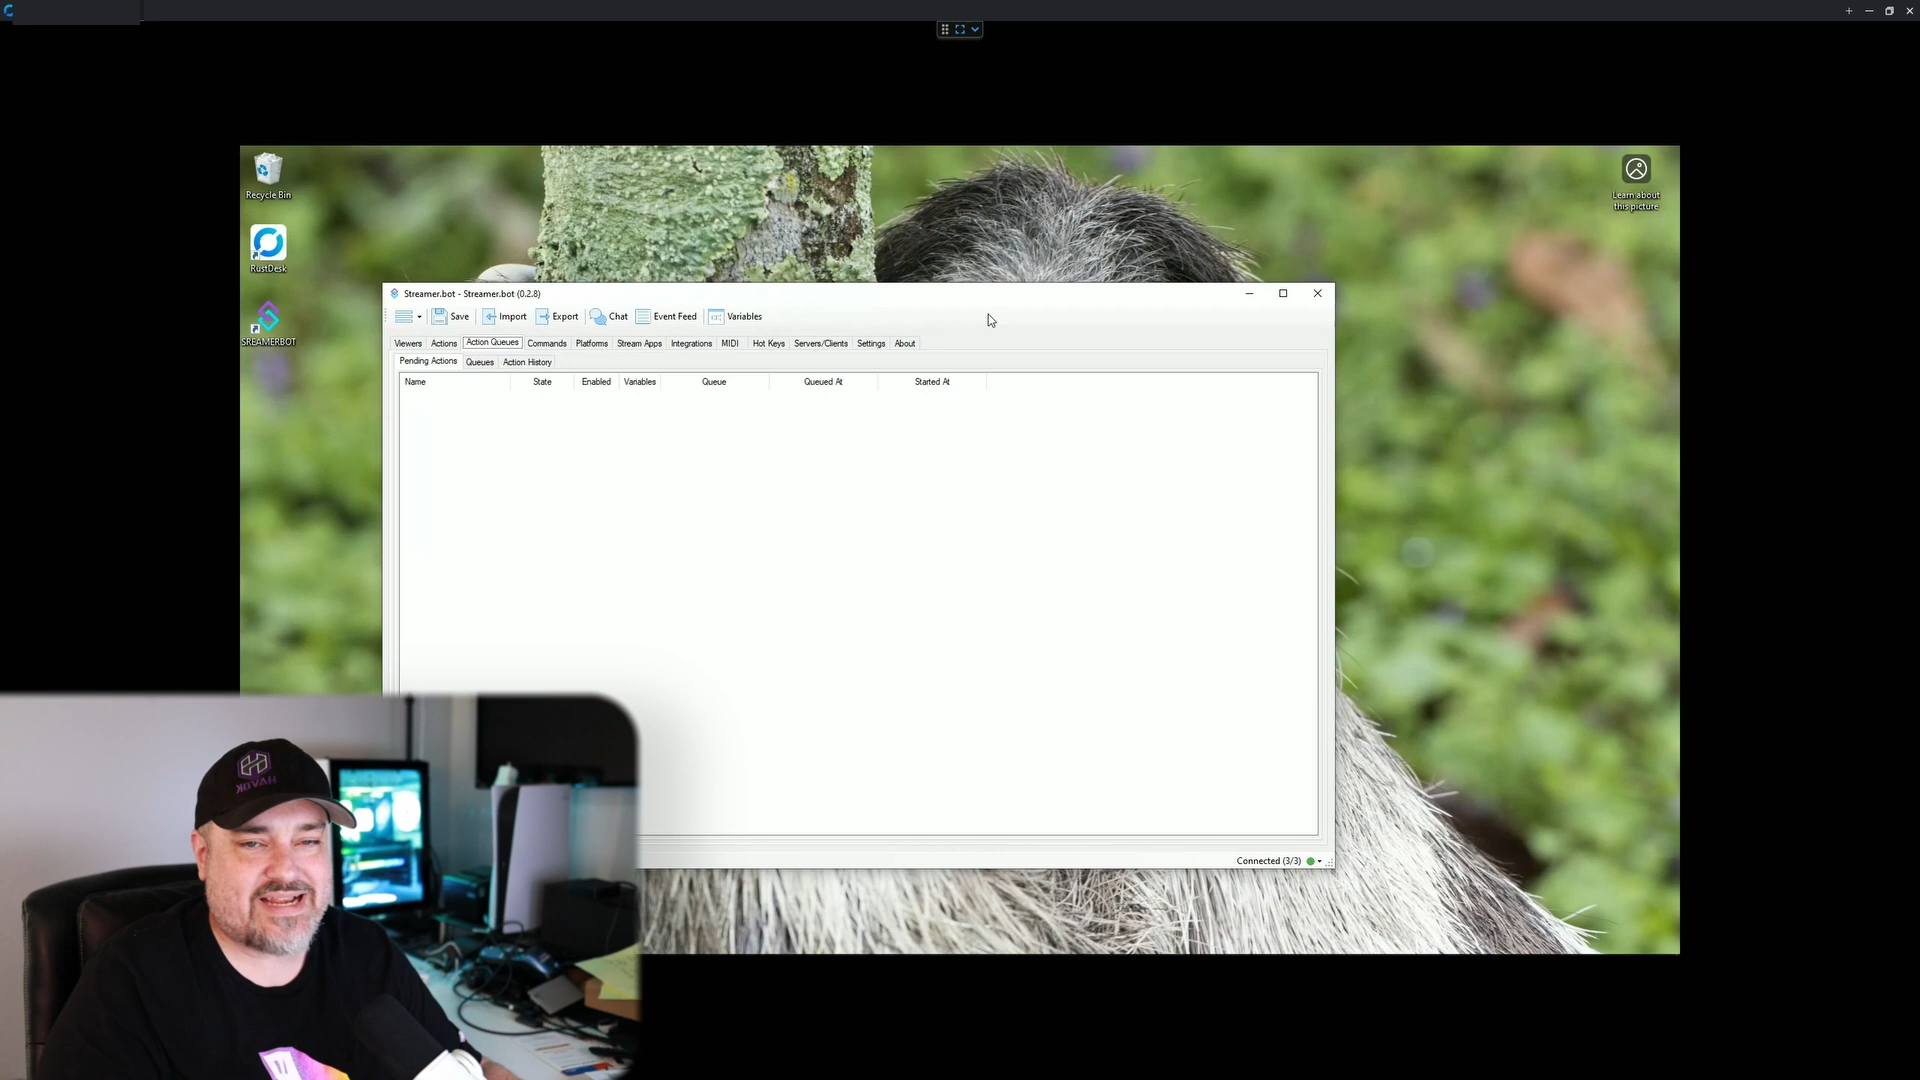 Recycle Bin
RustDesk
SREAMERBOT
Learn about
this picture
Streamer.bot - Streamer.bot (0.2.8)
Save Import Export Chat Event Feed Variables
Viewers Actions Action Queues Commands Platforms Stream Apps Integrations MIDI Hot Keys Servers/Clients Settings About
Pending Actions Queues Action History
Name State Enabled Variables Queue Queued At Started At
Connected (3/3)
HAVOK